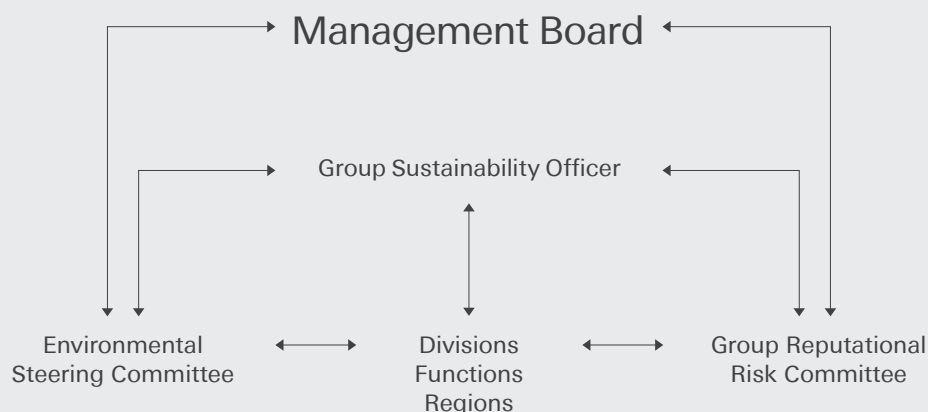 Management Board
Group Sustainability Officer
Environmental
Steering Committee
Divisions
Functions
Regions
Group Reputational
Risk Committee